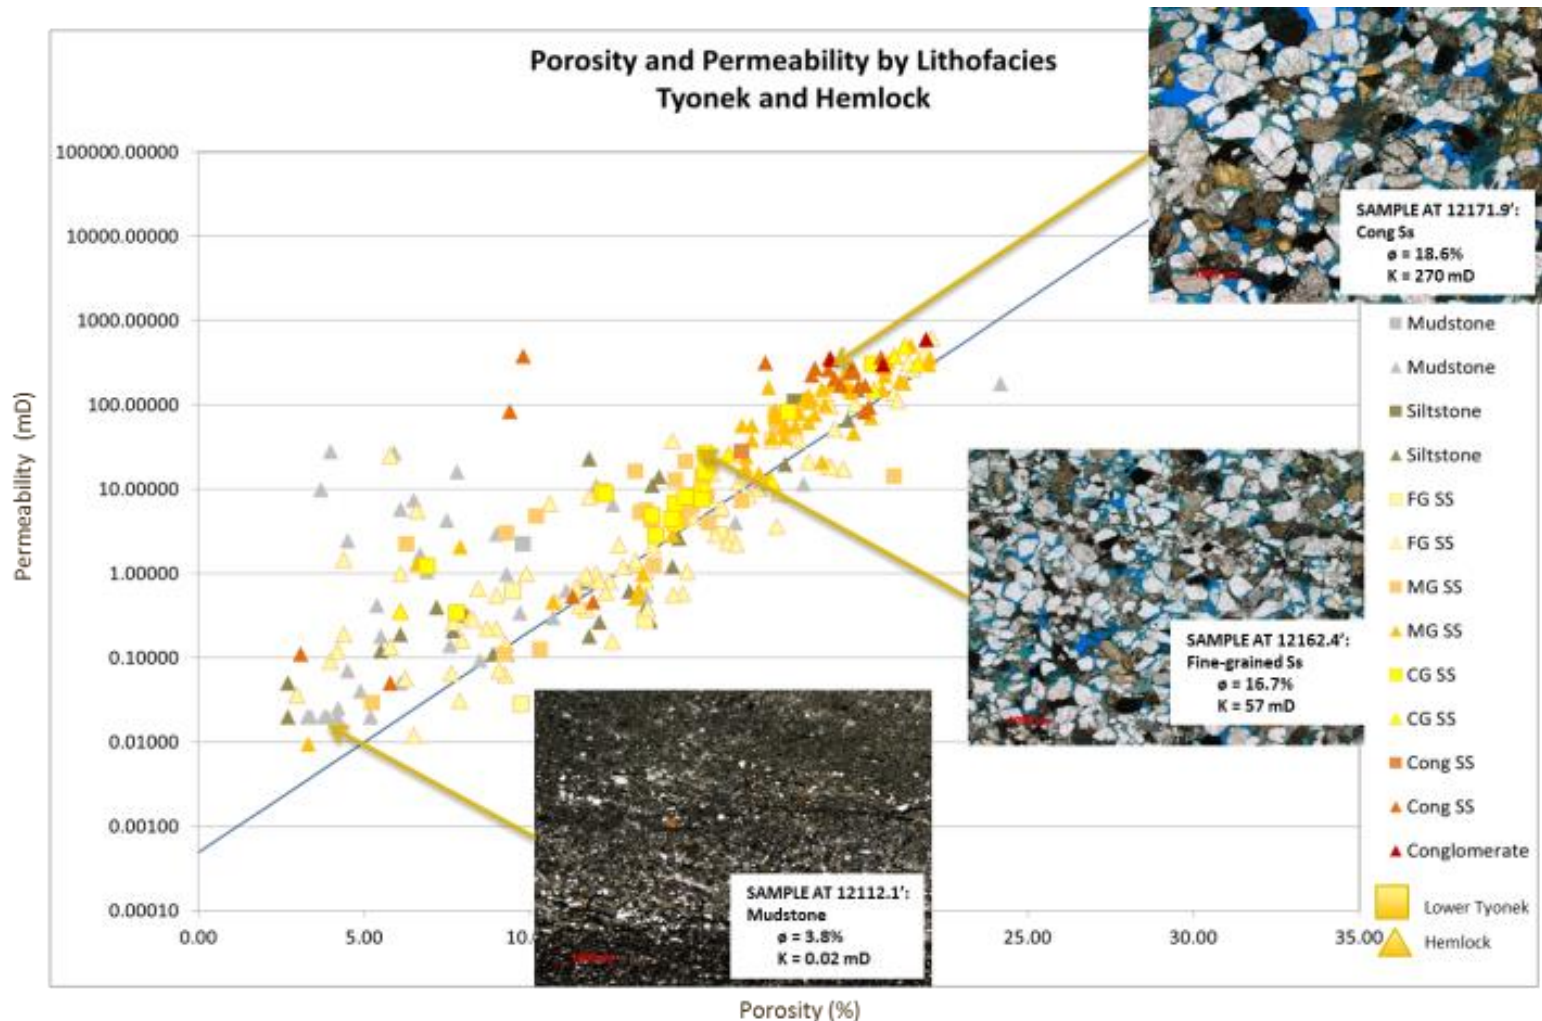 Porosity and Permeability by Lithofacies
Tyonek and Hemlock
100000.00000
10000.00000
1000.00000
100.00000
10.00000
1.00000
0.10000
0.01000
0.00100
0.00010
Permeability (mD)
0.00
5.00
25.00
30.00
35.00
Porosity (%)
SAMPLE AT 12171.9':
Cong Ss
ø = 18.6%
K = 270 mD
SAMPLE AT 12162.4':
Fine-grained Ss
ø = 16.7%
K = 57 mD
SAMPLE AT 12112.1':
Mudstone
ø = 3.8%
K = 0.02 mD
Mudstone
Mudstone
Siltstone
Siltstone
FG SS
FG SS
MG SS
MG SS
CG SS
CG SS
Cong SS
Cong SS
Conglomerate
Lower Tyonek
Hemlock